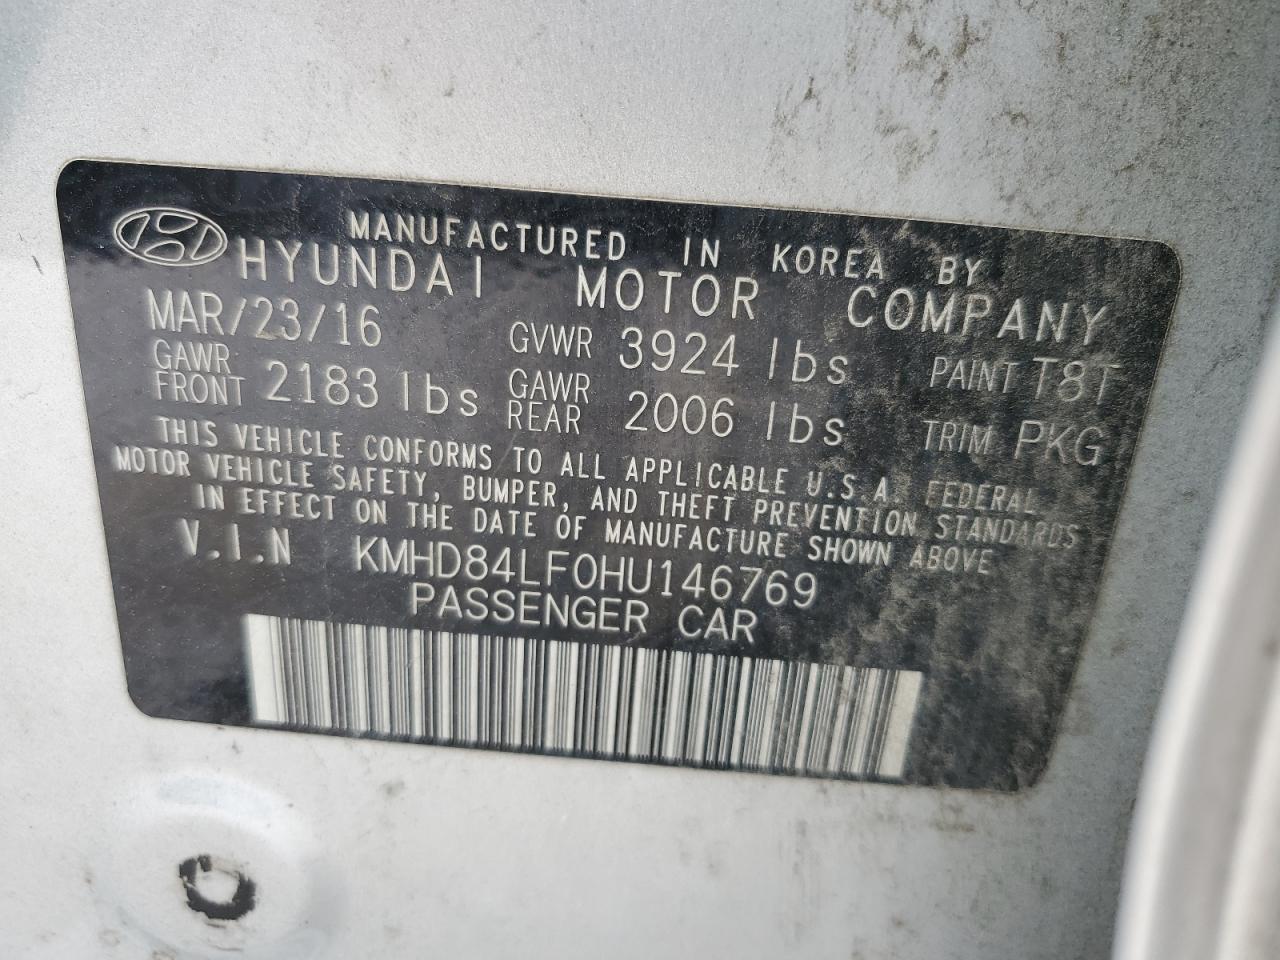 MANUFACTURED IN KOREA BY
HYUNDAI MOTOR COMPANY
MAR/23/16 GVWR 3924 lbs PAINT T8T
GAWR FRONT 2183 lbs GAWR REAR 2006 lbs TRIM PKG
THIS VEHICLE CONFORMS TO ALL APPLICABLE U.S.A. FEDERAL
MOTOR VEHICLE SAFETY, BUMPER, AND THEFT PREVENTION STANDARDS
IN EFFECT ON THE DATE OF MANUFACTURE SHOWN ABOVE
V.I.N KMHD84LF0HU146769
PASSENGER CAR